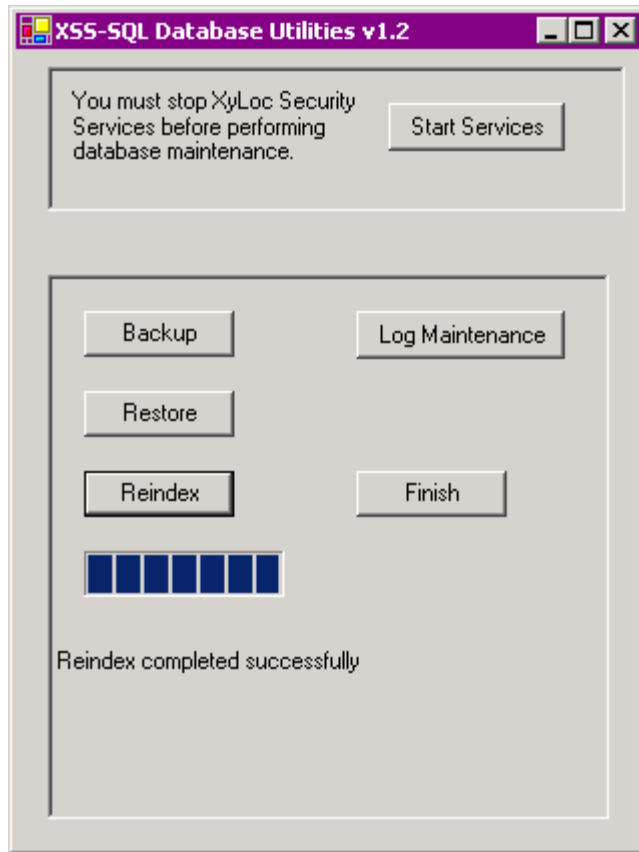 XSS-SQL Database Utilities v1.2
You must stop XyLoc Security
Services before performing
database maintenance.
Start Services
Backup
Log Maintenance
Restore
Reindex
Finish
Reindex completed successfully